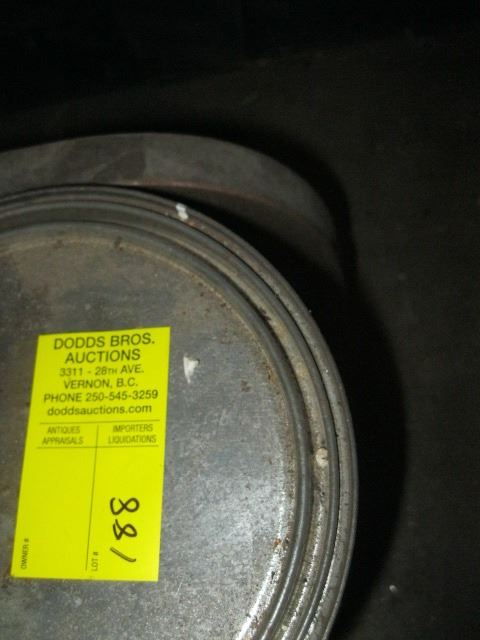 DODDS BROS.
AUCTIONS
3311 - 28TH AVE.
VERNON, B.C.
PHONE 250-545-3259
doddsauctions.com
ANTIQUES
APPRAISALS
IMPORTERS
LIQUIDATIONS
OWNER #
LOT #
881